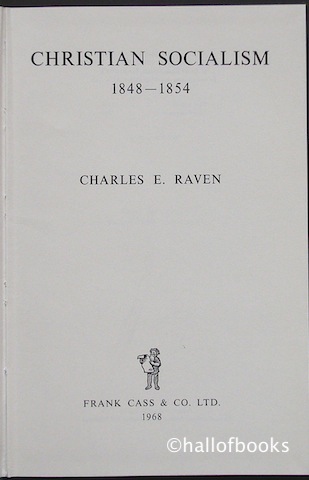 CHRISTIAN SOCIALISM
1848—1854
CHARLES E. RAVEN
FRANK CASS & CO. LTD.
1968
©hallofbooks